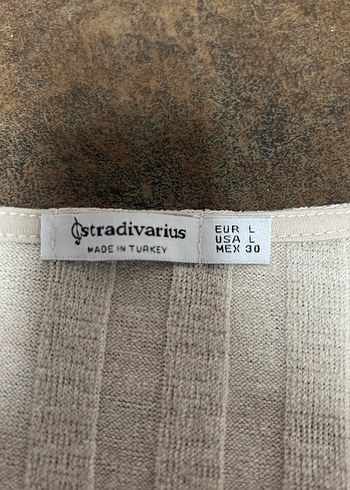 stradivarius
MADE IN TURKEY
EUR L
USA L
MEX 30